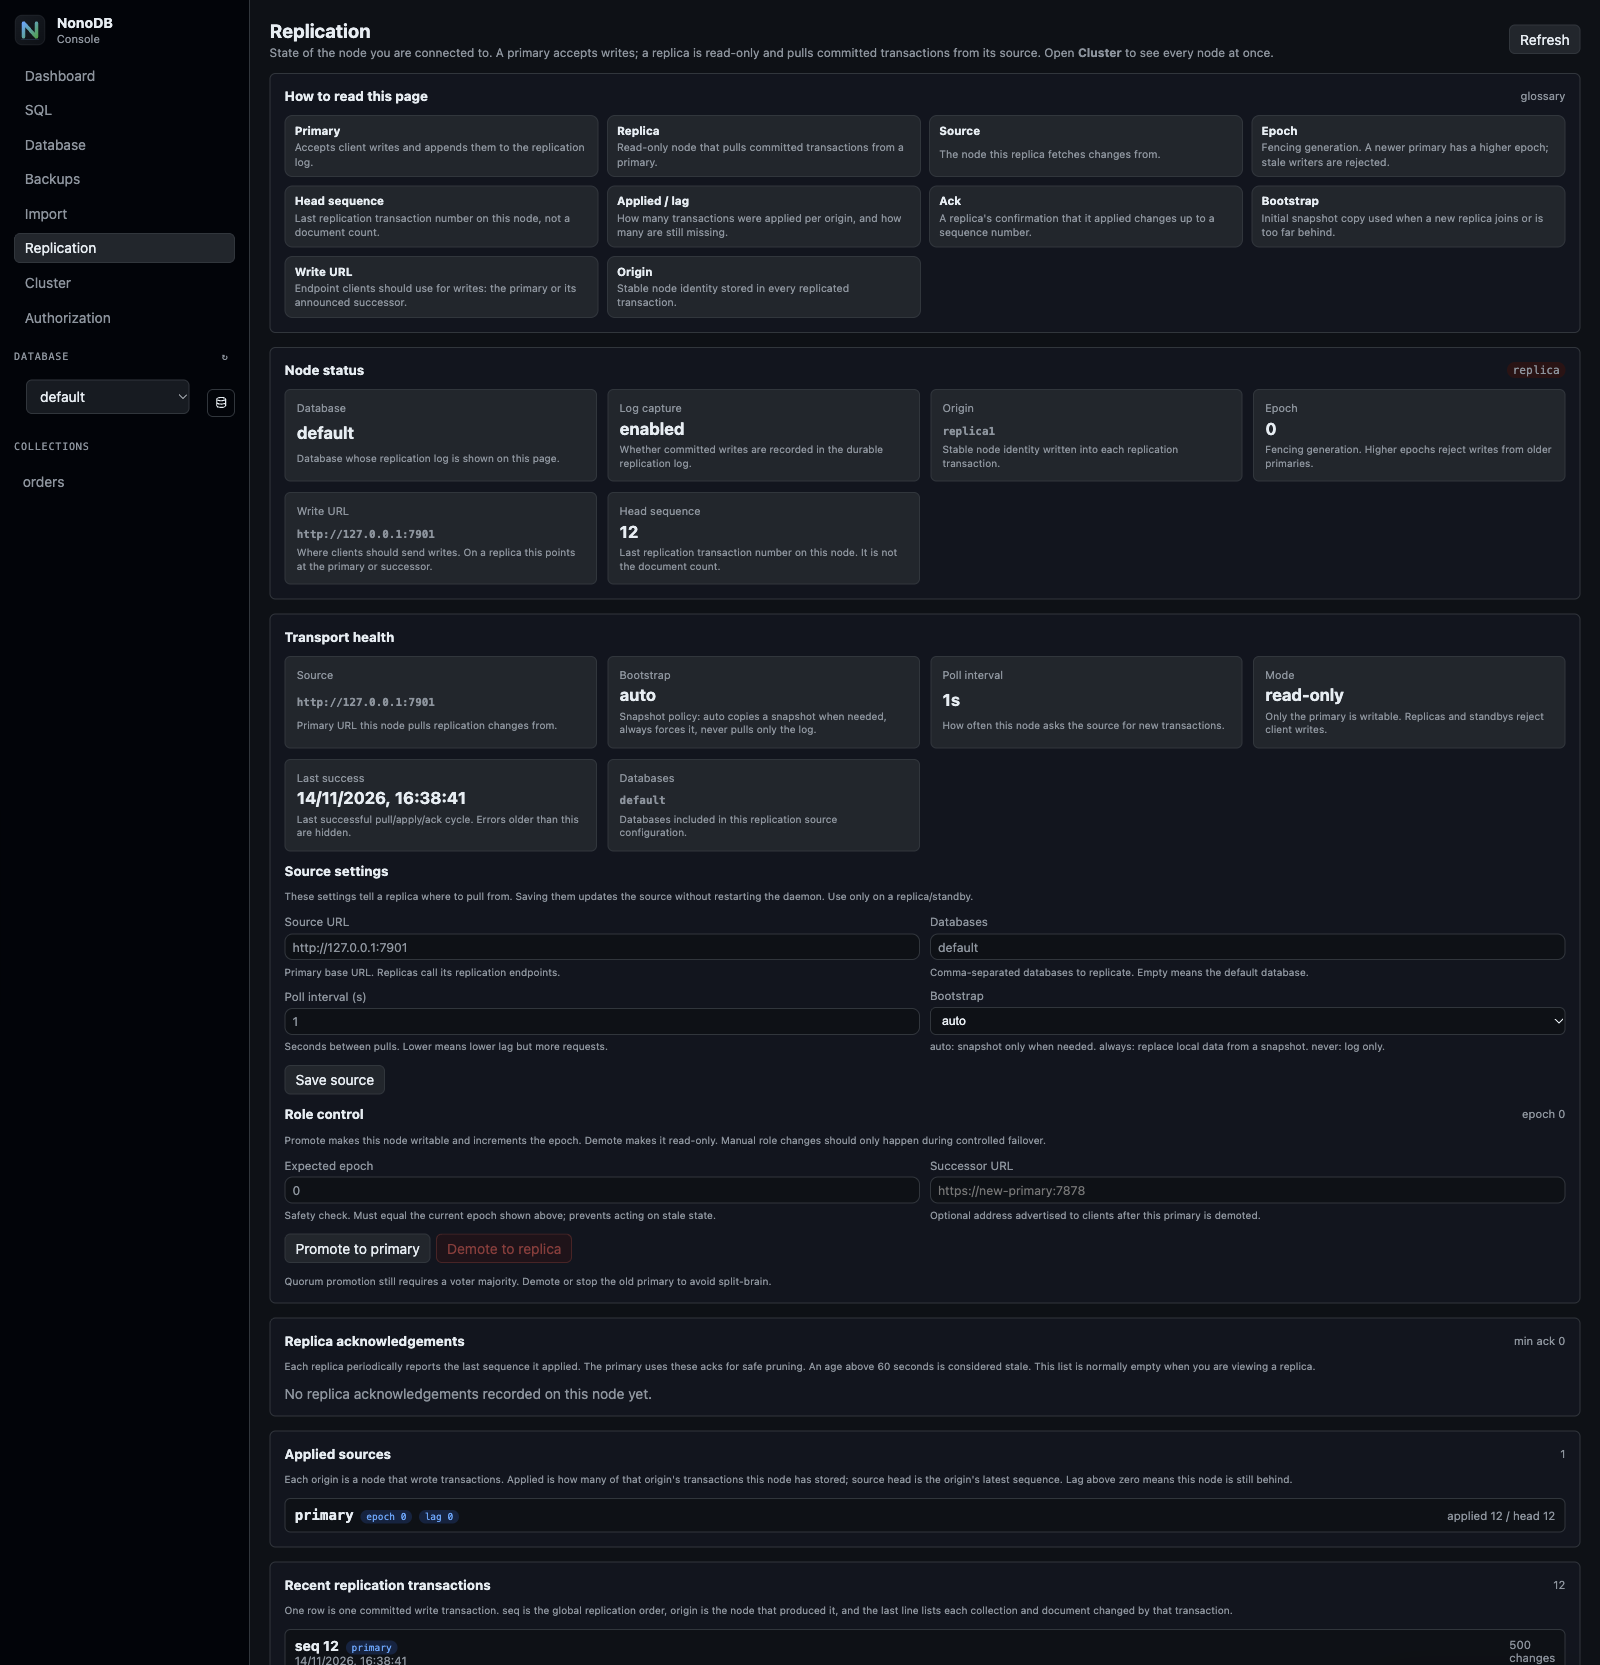 NonoDB
Console
Dashboard
SQL
Database
Backups
Import
Replication
Cluster
Authorization
DATABASE
default
COLLECTIONS
orders
Replication
State of the node you are connected to. A primary accepts writes; a replica is read-only and pulls committed transactions from its source. Open Cluster to see every node at once.
Refresh
How to read this page
glossary
Primary
Accepts client writes and appends them to the replication
log.
Replica
Read-only node that pulls committed transactions from a
primary.
Source
The node this replica fetches changes from.
Epoch
Fencing generation. A newer primary has a higher epoch;
stale writers are rejected.
Head sequence
Last replication transaction number on this node, not a
document count.
Applied / lag
How many transactions were applied per origin, and how
many are still missing.
Ack
A replica's confirmation that it applied changes up to a
sequence number.
Bootstrap
Initial snapshot copy used when a new replica joins or is
too far behind.
Write URL
Endpoint clients should use for writes: the primary or its
announced successor.
Origin
Stable node identity stored in every replicated
transaction.
Node status
replica
Database
default
Database whose replication log is shown on this page.
Log capture
enabled
Whether committed writes are recorded in the durable
replication log.
Origin
replica1
Stable node identity written into each replication
transaction.
Epoch
0
Fencing generation. Higher epochs reject writes from older
primaries.
Write URL
http://127.0.0.1:7901
Where clients should send writes. On a replica this points
at the primary or successor.
Head sequence
12
Last replication transaction number on this node. It is not
the document count.
Transport health
Source
http://127.0.0.1:7901
Primary URL this node pulls replication changes from.
Bootstrap
auto
Snapshot policy: auto copies a snapshot when needed,
always forces it, never pulls only the log.
Poll interval
1s
How often this node asks the source for new transactions.
Mode
read-only
Only the primary is writable. Replicas and standbys reject
client writes.
Last success
14/11/2026, 16:38:41
Last successful pull/apply/ack cycle. Errors older than this
are hidden.
Databases
default
Databases included in this replication source
configuration.
Source settings
These settings tell a replica where to pull from. Saving them updates the source without restarting the daemon. Use only on a replica/standby.
Source URL
http://127.0.0.1:7901
Primary base URL. Replicas call its replication endpoints.
Databases
default
Comma-separated databases to replicate. Empty means the default database.
Poll interval (s)
1
Seconds between pulls. Lower means lower lag but more requests.
Bootstrap
auto
auto: snapshot only when needed. always: replace local data from a snapshot. never: log only.
Save source
Role control
epoch 0
Promote makes this node writable and increments the epoch. Demote makes it read-only. Manual role changes should only happen during controlled failover.
Expected epoch
0
Safety check. Must equal the current epoch shown above; prevents acting on stale state.
Successor URL
https://new-primary:7878
Optional address advertised to clients after this primary is demoted.
Promote to primary
Demote to replica
Quorum promotion still requires a voter majority. Demote or stop the old primary to avoid split-brain.
Replica acknowledgements
min ack 0
Each replica periodically reports the last sequence it applied. The primary uses these acks for safe pruning. An age above 60 seconds is considered stale. This list is normally empty when you are viewing a replica.
No replica acknowledgements recorded on this node yet.
Applied sources
1
Each origin is a node that wrote transactions. Applied is how many of that origin's transactions this node has stored; source head is the origin's latest sequence. Lag above zero means this node is still behind.
primary epoch 0 lag 0
applied 12 / head 12
Recent replication transactions
12
One row is one committed write transaction. seq is the global replication order, origin is the node that produced it, and the last line lists each collection and document changed by that transaction.
seq 12 primary
14/11/2026, 16:38:41
500
changes